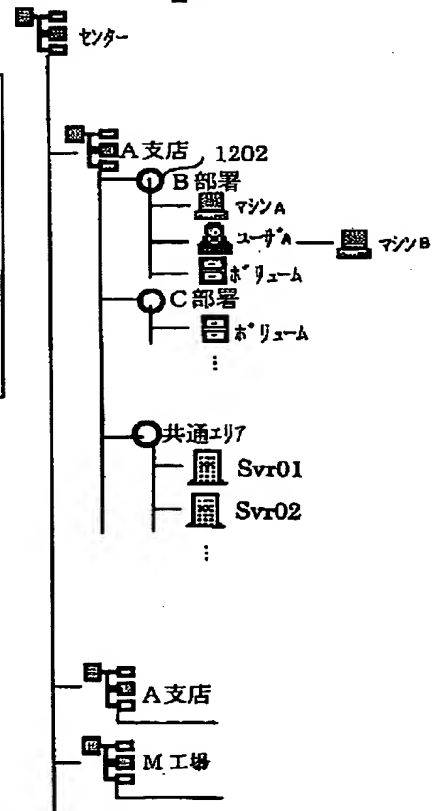 センター
A支店
1202
B部署
マシンA
ユーザA
マシンB
ボリューム
C部署
ボリューム
⋮
共通エリア
Svr01
Svr02
⋮
A支店
M工場